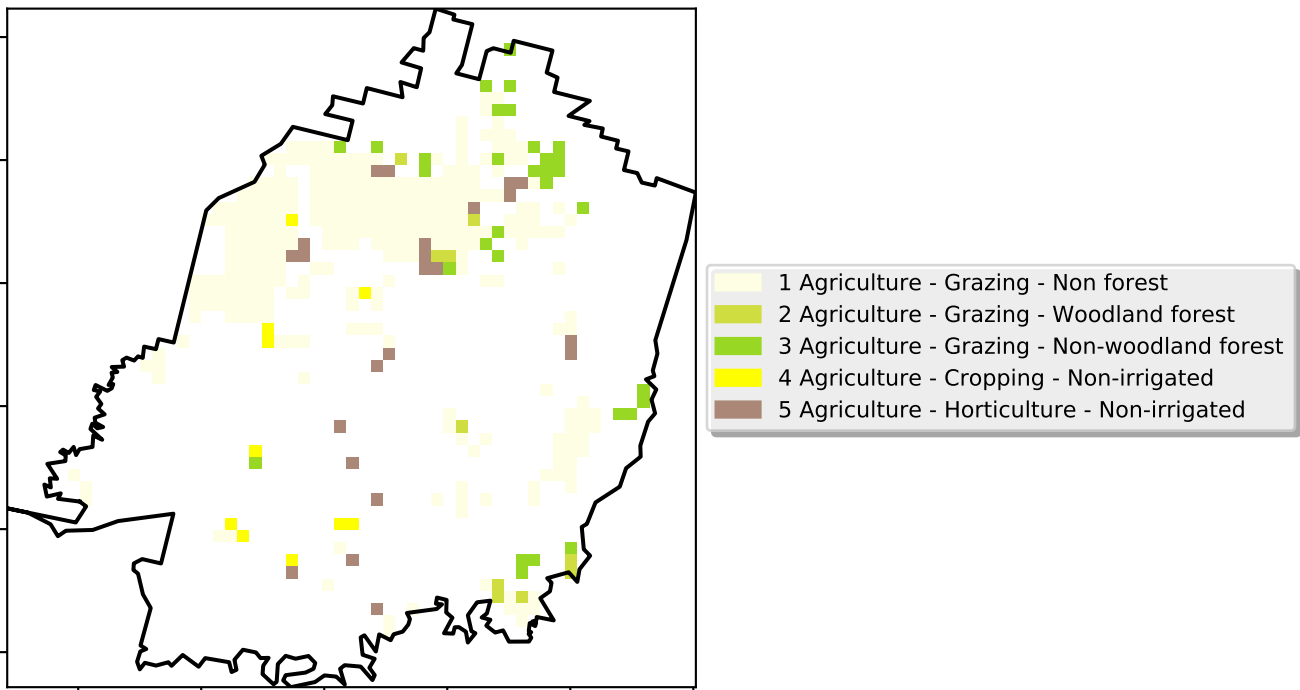 1 Agriculture - Grazing - Non forest
2 Agriculture - Grazing - Woodland forest
3 Agriculture - Grazing - Non-woodland forest
4 Agriculture - Cropping - Non-irrigated
5 Agriculture - Horticulture - Non-irrigated